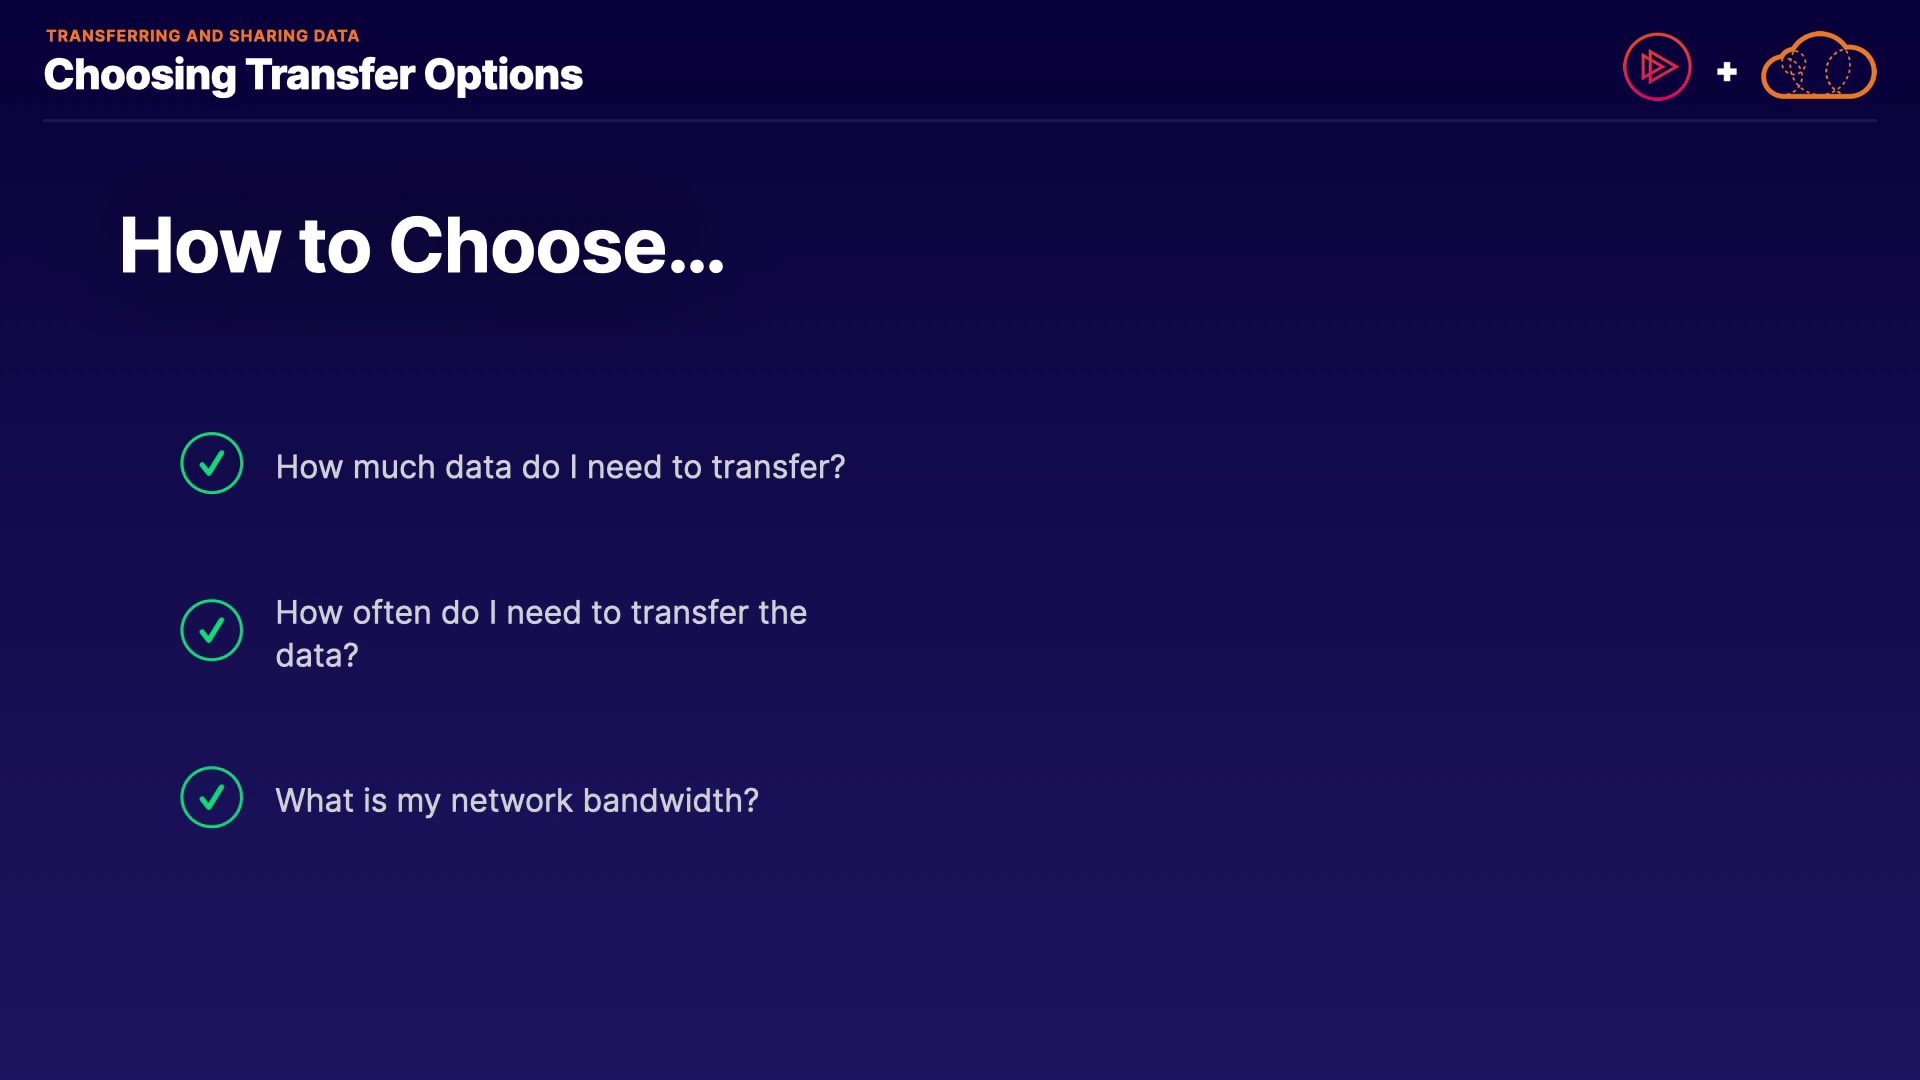 TRANSFERRING AND SHARING DATA
Choosing Transfer Options
How to Choose...
How much data do I need to transfer?
How often do I need to transfer the
data?
What is my network bandwidth?